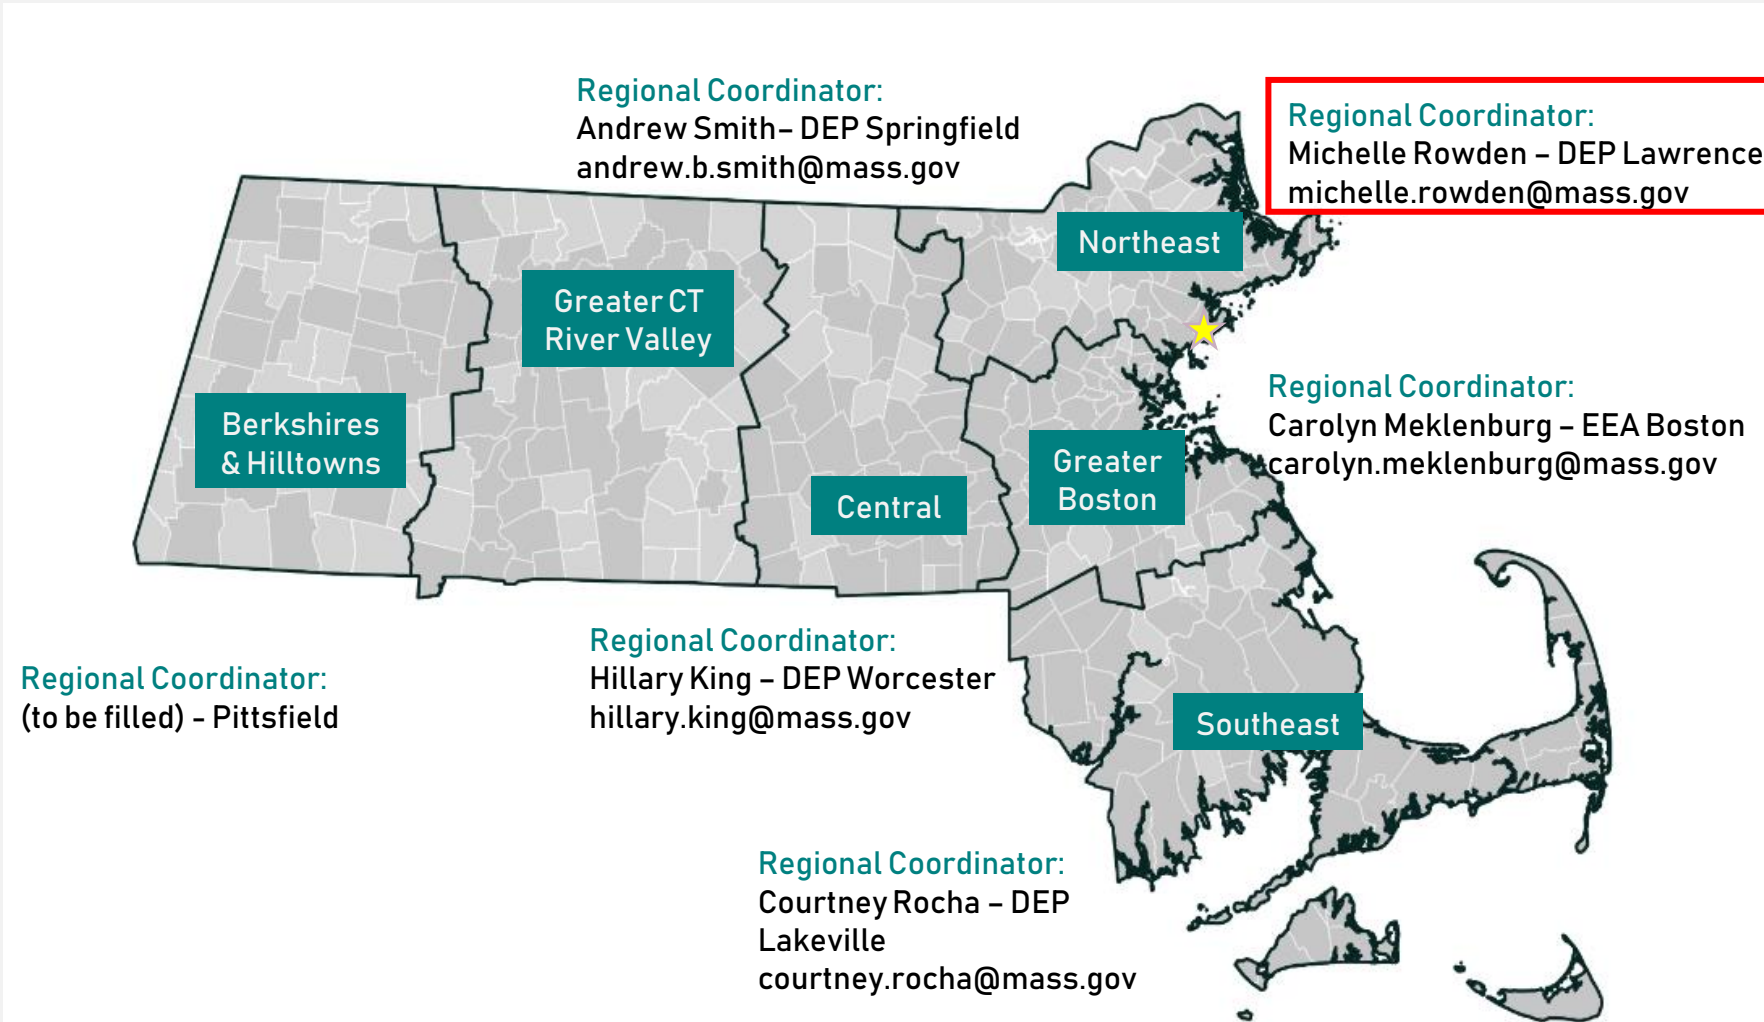 Regional Coordinator:
Andrew Smith– DEP Springfield
andrew.b.smith@mass.gov
Regional Coordinator:
Michelle Rowden – DEP Lawrence
michelle.rowden@mass.gov
Northeast
Greater CT
River Valley
Berkshires
& Hilltowns
Central
Greater
Boston
Regional Coordinator:
Carolyn Meklenburg – EEA Boston
carolyn.meklenburg@mass.gov
Regional Coordinator:
(to be filled) - Pittsfield
Regional Coordinator:
Hillary King – DEP Worcester
hillary.king@mass.gov
Southeast
Regional Coordinator:
Courtney Rocha – DEP
Lakeville
courtney.rocha@mass.gov